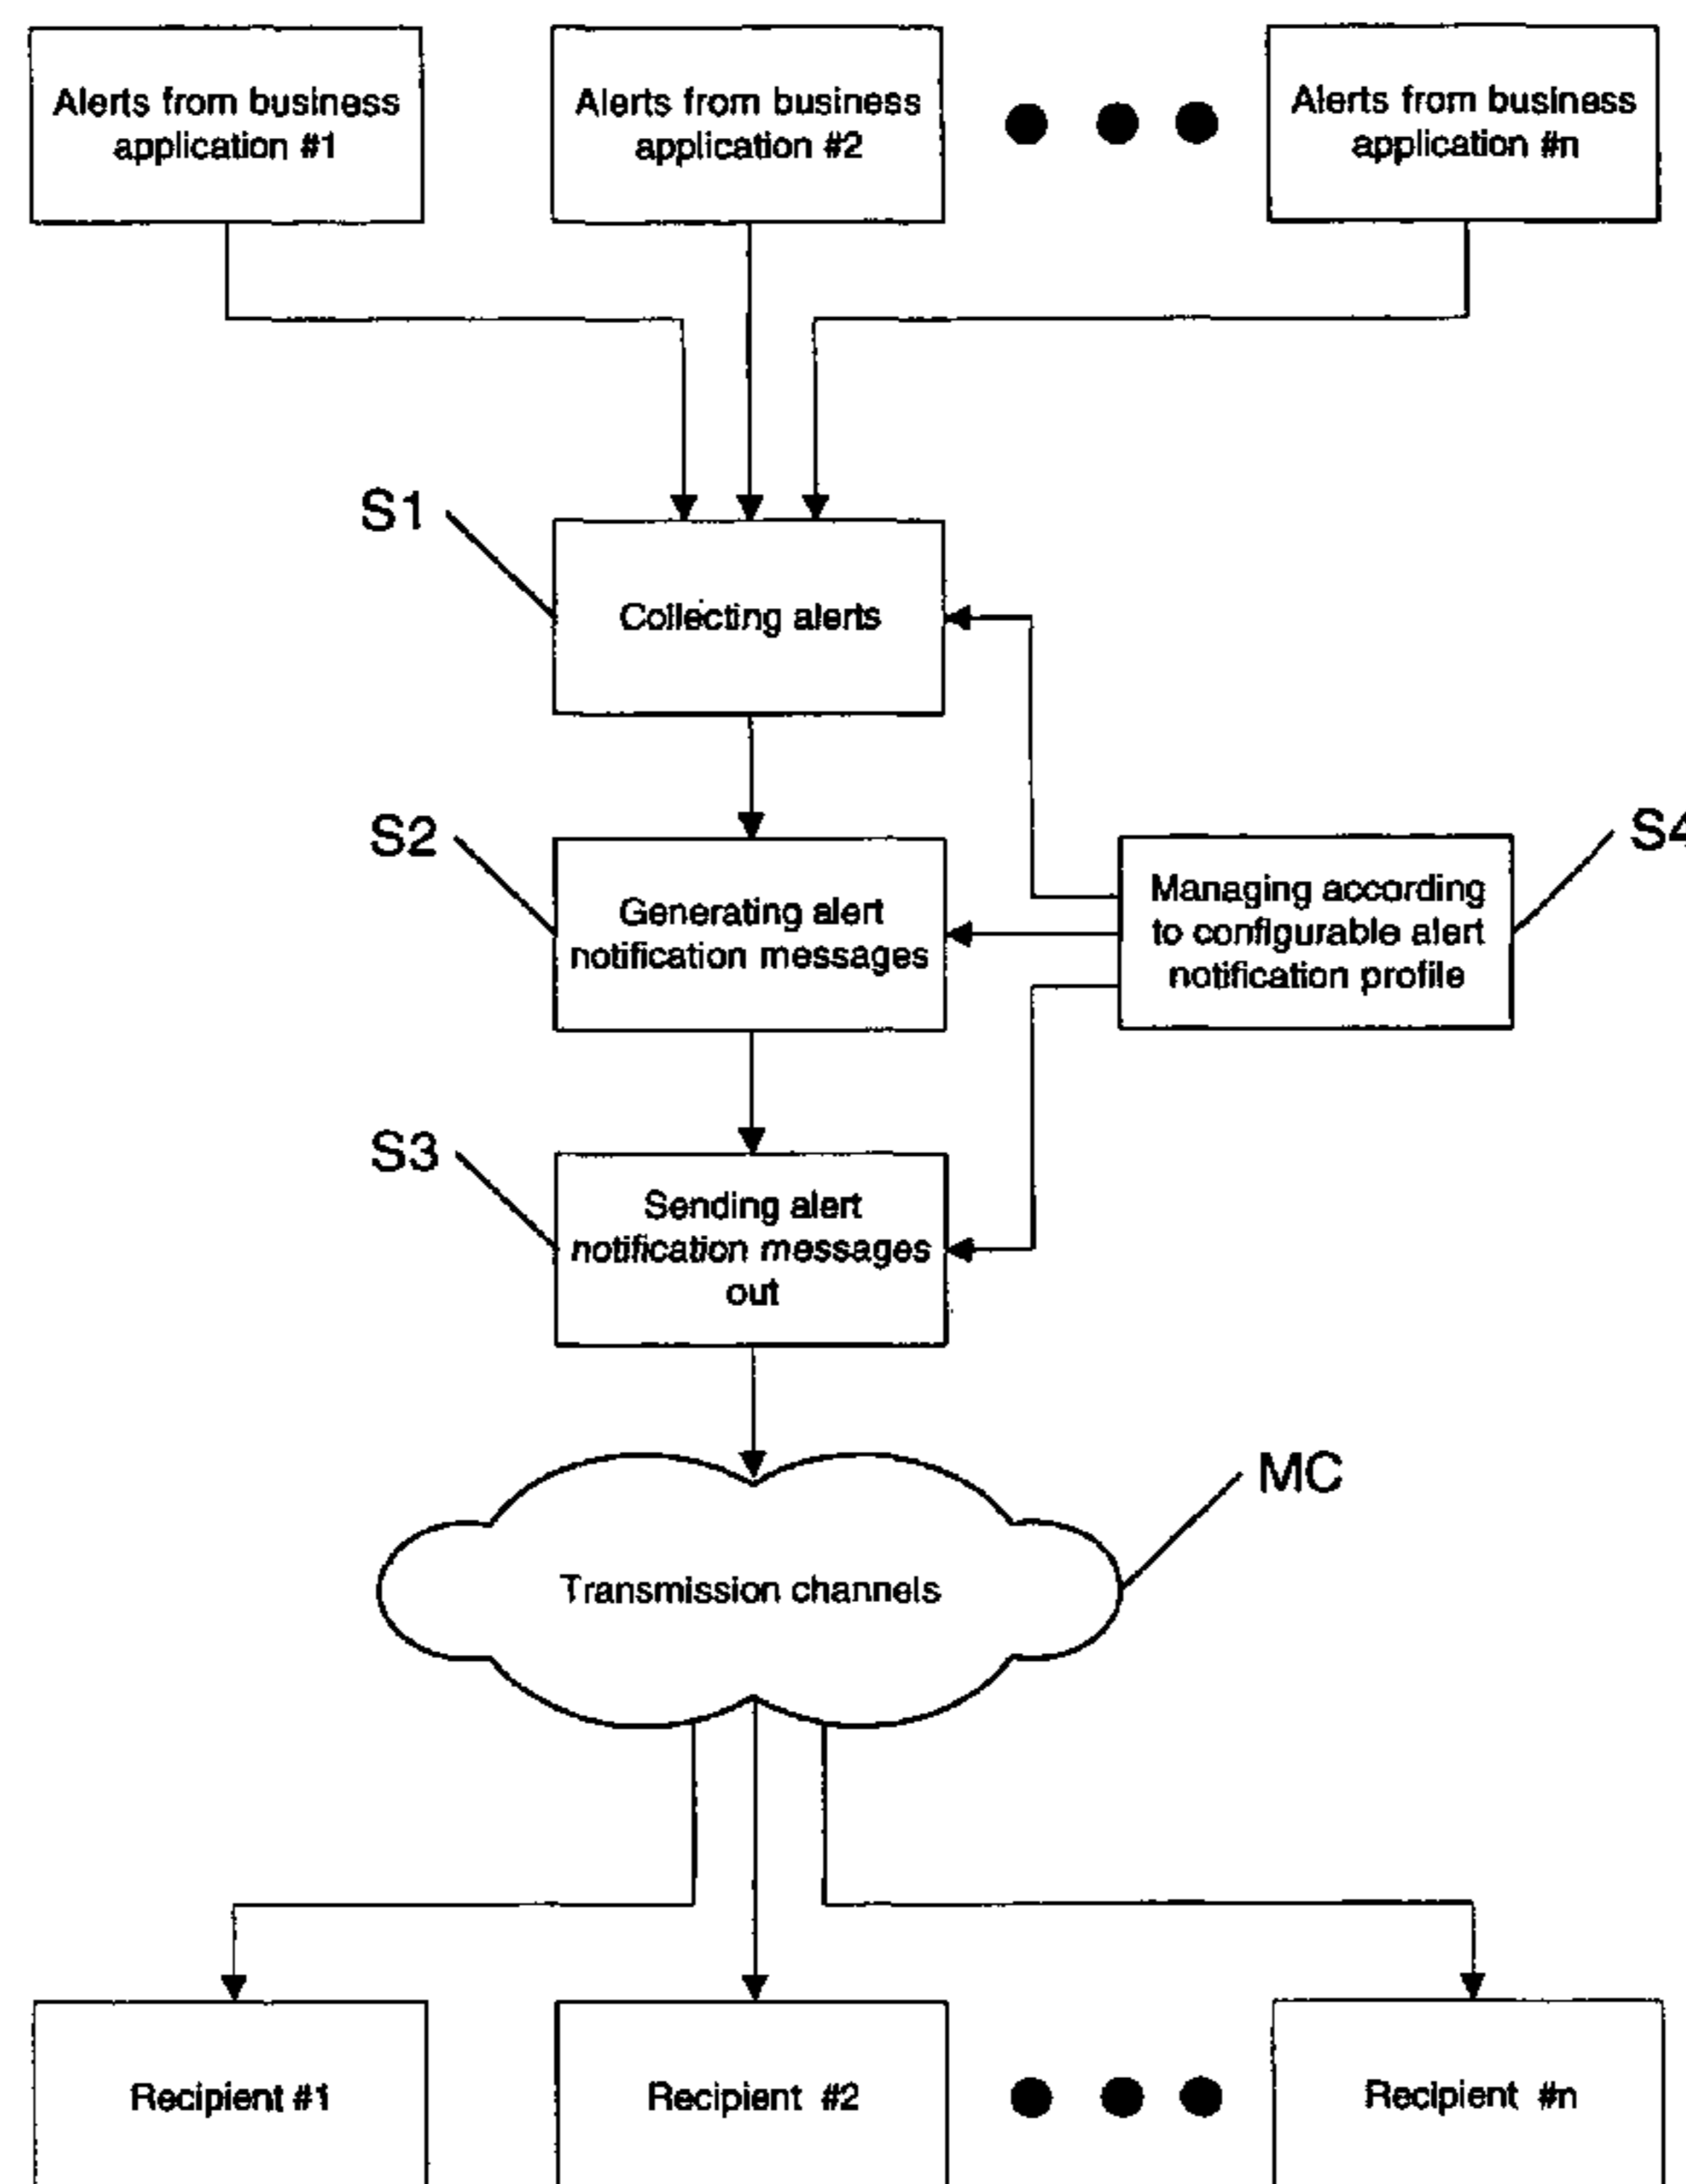 Alerts from business
application #1
Alerts from business
application #2
Alerts from business
application #n
S1
Collecting alerts
S2
Generating alert
notification messages
Managing according
to configurable alert
notification profile
S4
S3
Sending alert
notification messages
out
MC
Transmission channels
Recipient #1
Recipient #2
Recipient #n